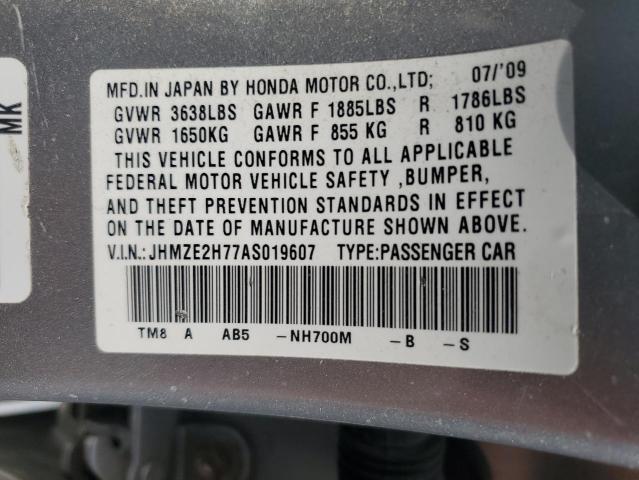 MFD.IN JAPAN BY HONDA MOTOR CO.,LTD; 07/'09
GVWR 3638LBS GAWR F 1885LBS R 1786LBS
GVWR 1650KG GAWR F 855 KG R 810 KG
THIS VEHICLE CONFORMS TO ALL APPLICABLE
FEDERAL MOTOR VEHICLE SAFETY ,BUMPER,
AND THEFT PREVENTION STANDARDS IN EFFECT
ON THE DATE OF MANUFACTURE SHOWN ABOVE.
V.I.N.: JHMZE2H77AS019607 TYPE:PASSENGER CAR
TM8 A AB5 -NH700M -B -S
MK